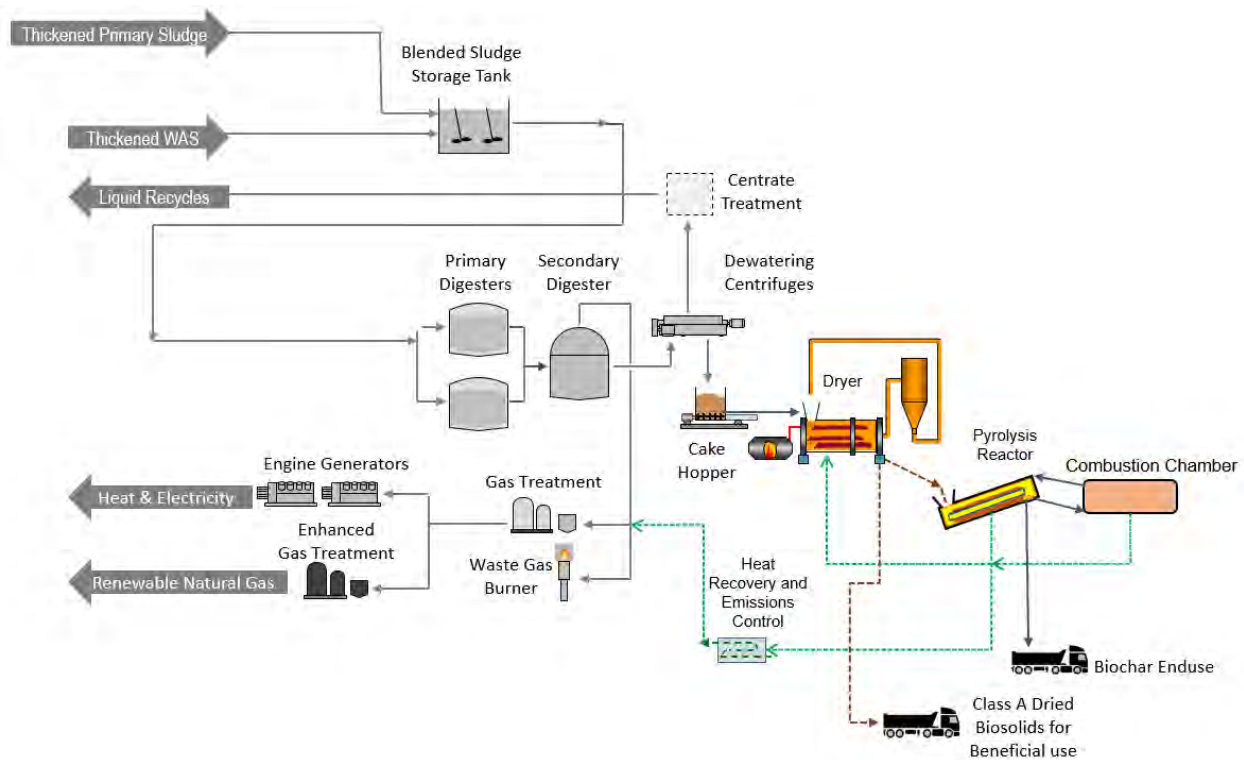 Thickened Primary Sludge
Blended Sludge
Storage Tank
Thickened WAS
Liquid Recycles
Centrate
Treatment
Primary
Digesters
Secondary
Digester
Dewatering
Centrifuges
Dryer
Cake
Hopper
Pyrolysis
Reactor
Combustion Chamber
Engine Generators
Heat & Electricity
Gas Treatment
Enhanced
Gas Treatment
Renewable Natural Gas
Waste Gas
Burner
Heat
Recovery and
Emissions
Control
Biochar Enduse
Class A Dried
Biosolids for
Beneficial use